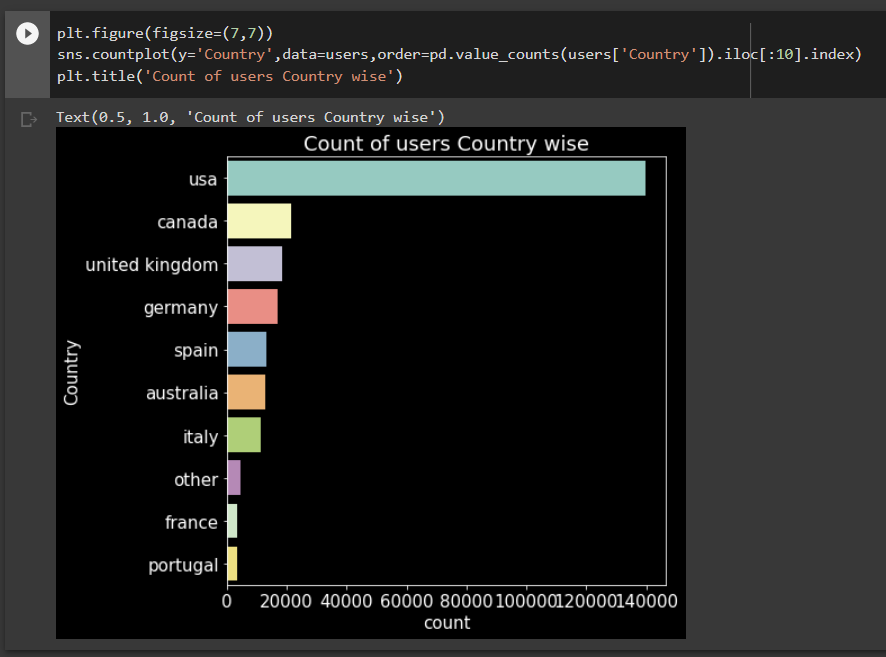 plt.figure(figsize=(7,7))
sns.countplot(y='Country',data=users,order=pd.value_counts(users['Country']).iloc[:10].index)
plt.title('Count of users Country wise')
Text(0.5, 1.0, 'Count of users Country wise')
Count of users Country wise
usa
canada
united kingdom
germany
spain
australia
italy
other
france
portugal
Country
0 20000 40000 60000 80000 100000 120000 140000
count